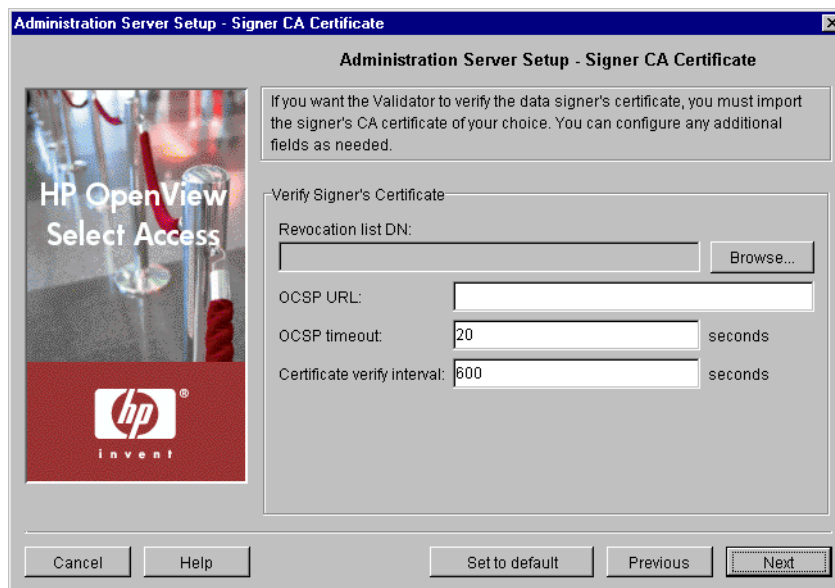 Administration Server Setup - Signer CA Certificate
Administration Server Setup - Signer CA Certificate
HP OpenView
Select Access
hp
®
invent
If you want the Validator to verify the data signer's certificate, you must import
the signer's CA certificate of your choice. You can configure any additional
fields as needed.
Verify Signer's Certificate
Revocation list DN:
Browse...
OCSP URL:
OCSP timeout: 20 seconds
Certificate verify interval: 600 seconds
Cancel Help Set to default Previous Next